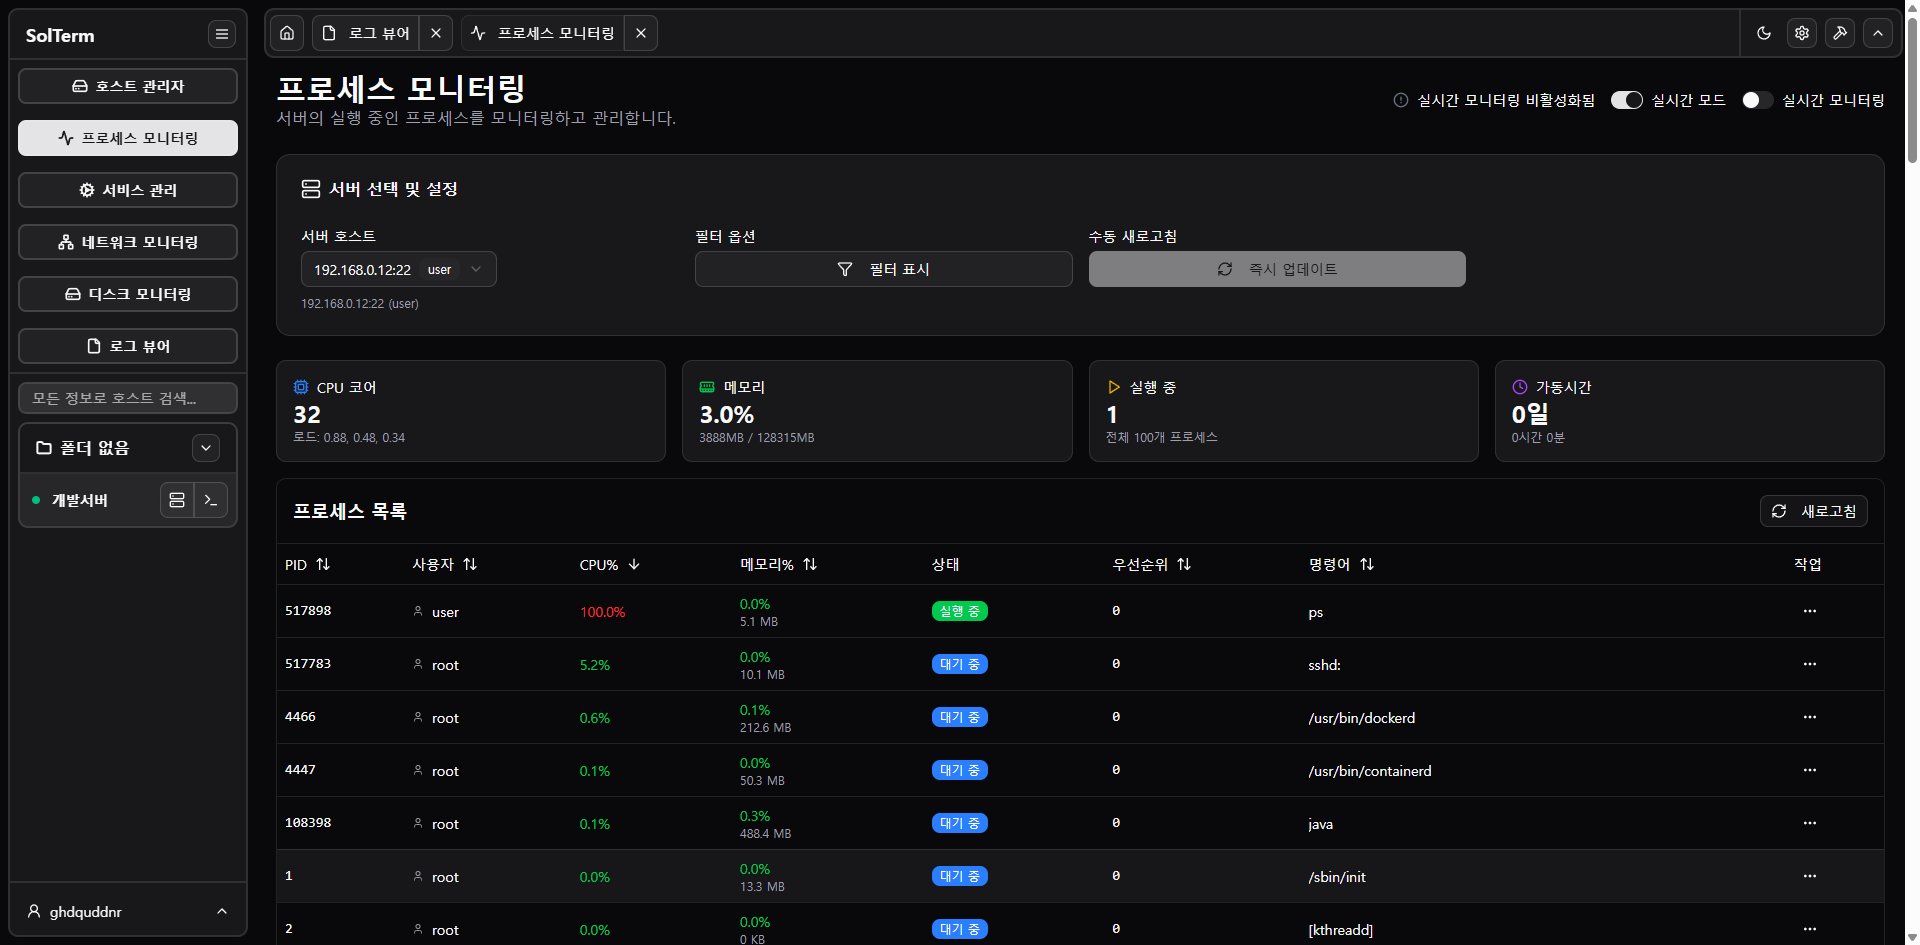 SolTerm
호스트 관리자
프로세스 모니터링
서비스 관리
네트워크 모니터링
디스크 모니터링
로그 뷰어
모든 정보로 호스트 검색...
폴더 없음
개발서버
ghdquddnr
로그 뷰어
프로세스 모니터링
프로세스 모니터링
서버의 실행 중인 프로세스를 모니터링하고 관리합니다.
실시간 모니터링 비활성화됨 실시간 모드 실시간 모니터링
서버 선택 및 설정
서버 호스트 필터 옵션 수동 새로고침
192.168.0.12:22 user 필터 표시 즉시 업데이트
192.168.0.12:22 (user)
CPU 코어
32
로드: 0.88, 0.48, 0.34
메모리
3.0%
3888MB / 128315MB
실행 중
1
전체 100개 프로세스
가동시간
0일
0시간 0분
프로세스 목록 새로고침
PID 사용자 CPU% 메모리% 상태 우선순위 명령어 작업
517898 user 100.0% 0.0% 실행 중 0 ps
5.1 MB
517783 root 5.2% 0.0% 대기 중 0 sshd:
10.1 MB
4466 root 0.6% 0.1% 대기 중 0 /usr/bin/dockerd
212.6 MB
4447 root 0.1% 0.0% 대기 중 0 /usr/bin/containerd
50.3 MB
108398 root 0.1% 0.3% 대기 중 0 java
488.4 MB
1 root 0.0% 0.0% 대기 중 0 /sbin/init
13.3 MB
2 root 0.0% 0.0% 대기 중 0 [kthreadd]
0 KB